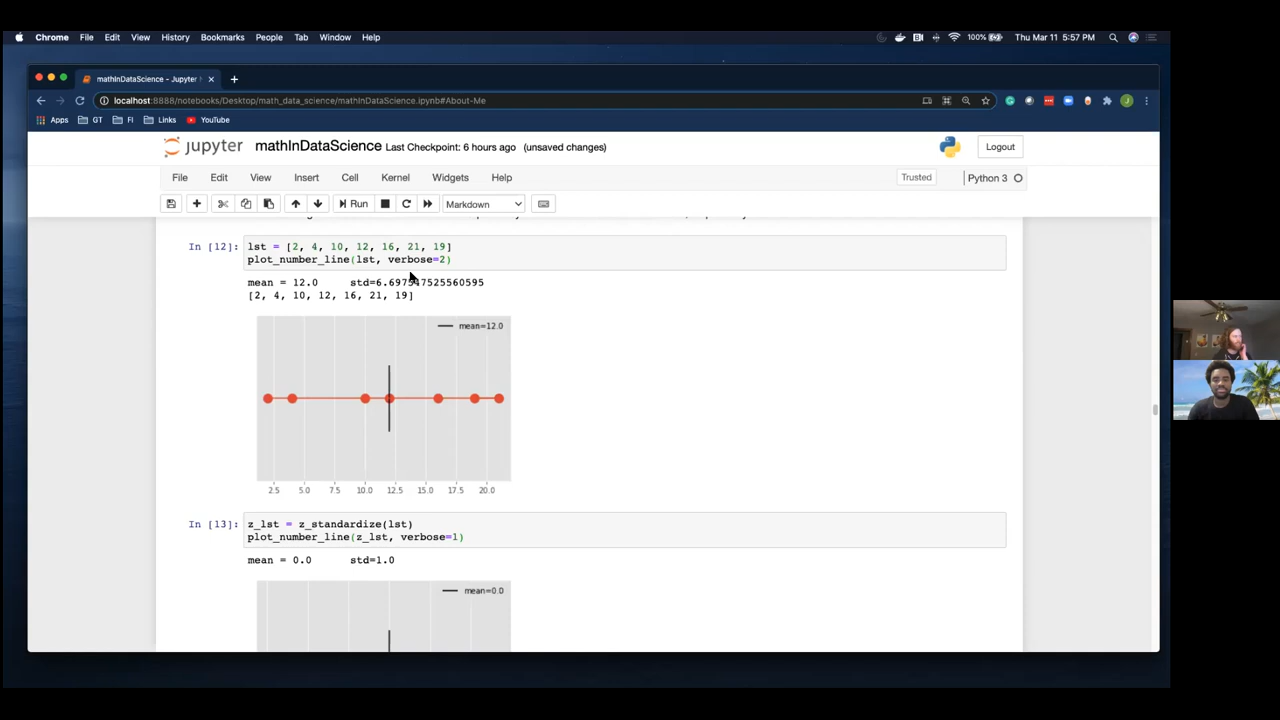 Chrome File Edit View History Bookmarks People Tab Window Help 100% Thu Mar 11 5:57 PM
mathInDataScience - Jupyter
localhost:8888/notebooks/Desktop/math_data_science/mathInDataScience.ipynb#About-Me
Apps GT FI Links YouTube
jupyter mathInDataScience Last Checkpoint: 6 hours ago (unsaved changes) Logout
File Edit View Insert Cell Kernel Widgets Help Trusted Python 3
Run Markdown
In [12]: lst = [2, 4, 10, 12, 16, 21, 19]
plot_number_line(lst, verbose=2)
mean = 12.0 std=6.697547525560595
[2, 4, 10, 12, 16, 21, 19]
mean=12.0
2.5 5.0 7.5 10.0 12.5 15.0 17.5 20.0
In [13]: z_lst = z_standardize(lst)
plot_number_line(z_lst, verbose=1)
mean = 0.0 std=1.0
mean=0.0